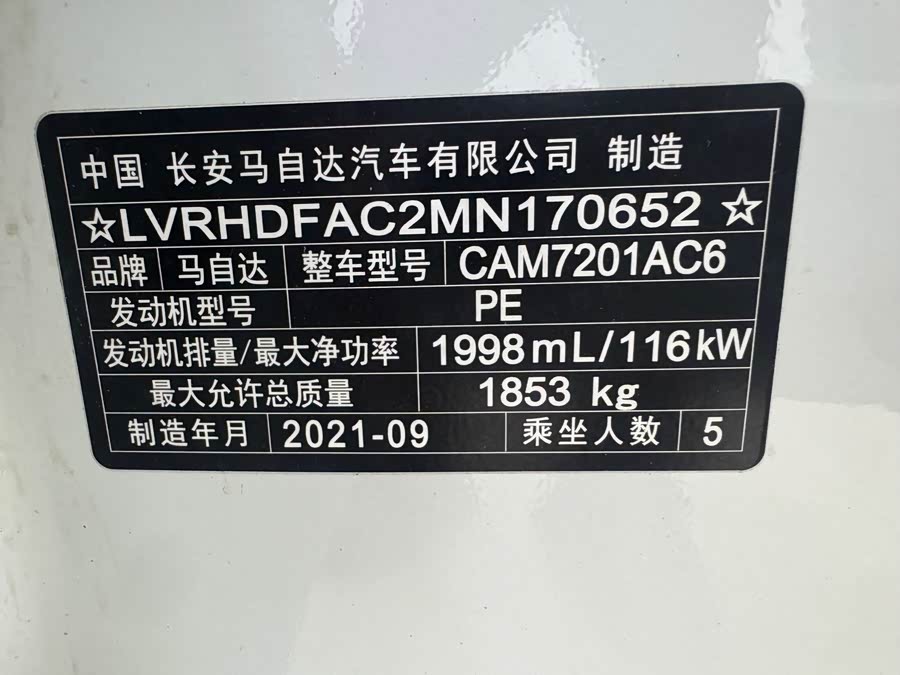 中国 长安马自达汽车有限公司 制造
☆LVRHDFAC2MN170652☆
品牌 马自达 整车型号 CAM7201AC6
发动机型号 PE
发动机排量/最大净功率 1998mL/116kW
最大允许总质量 1853 kg
制造年月 2021-09 乘坐人数 5